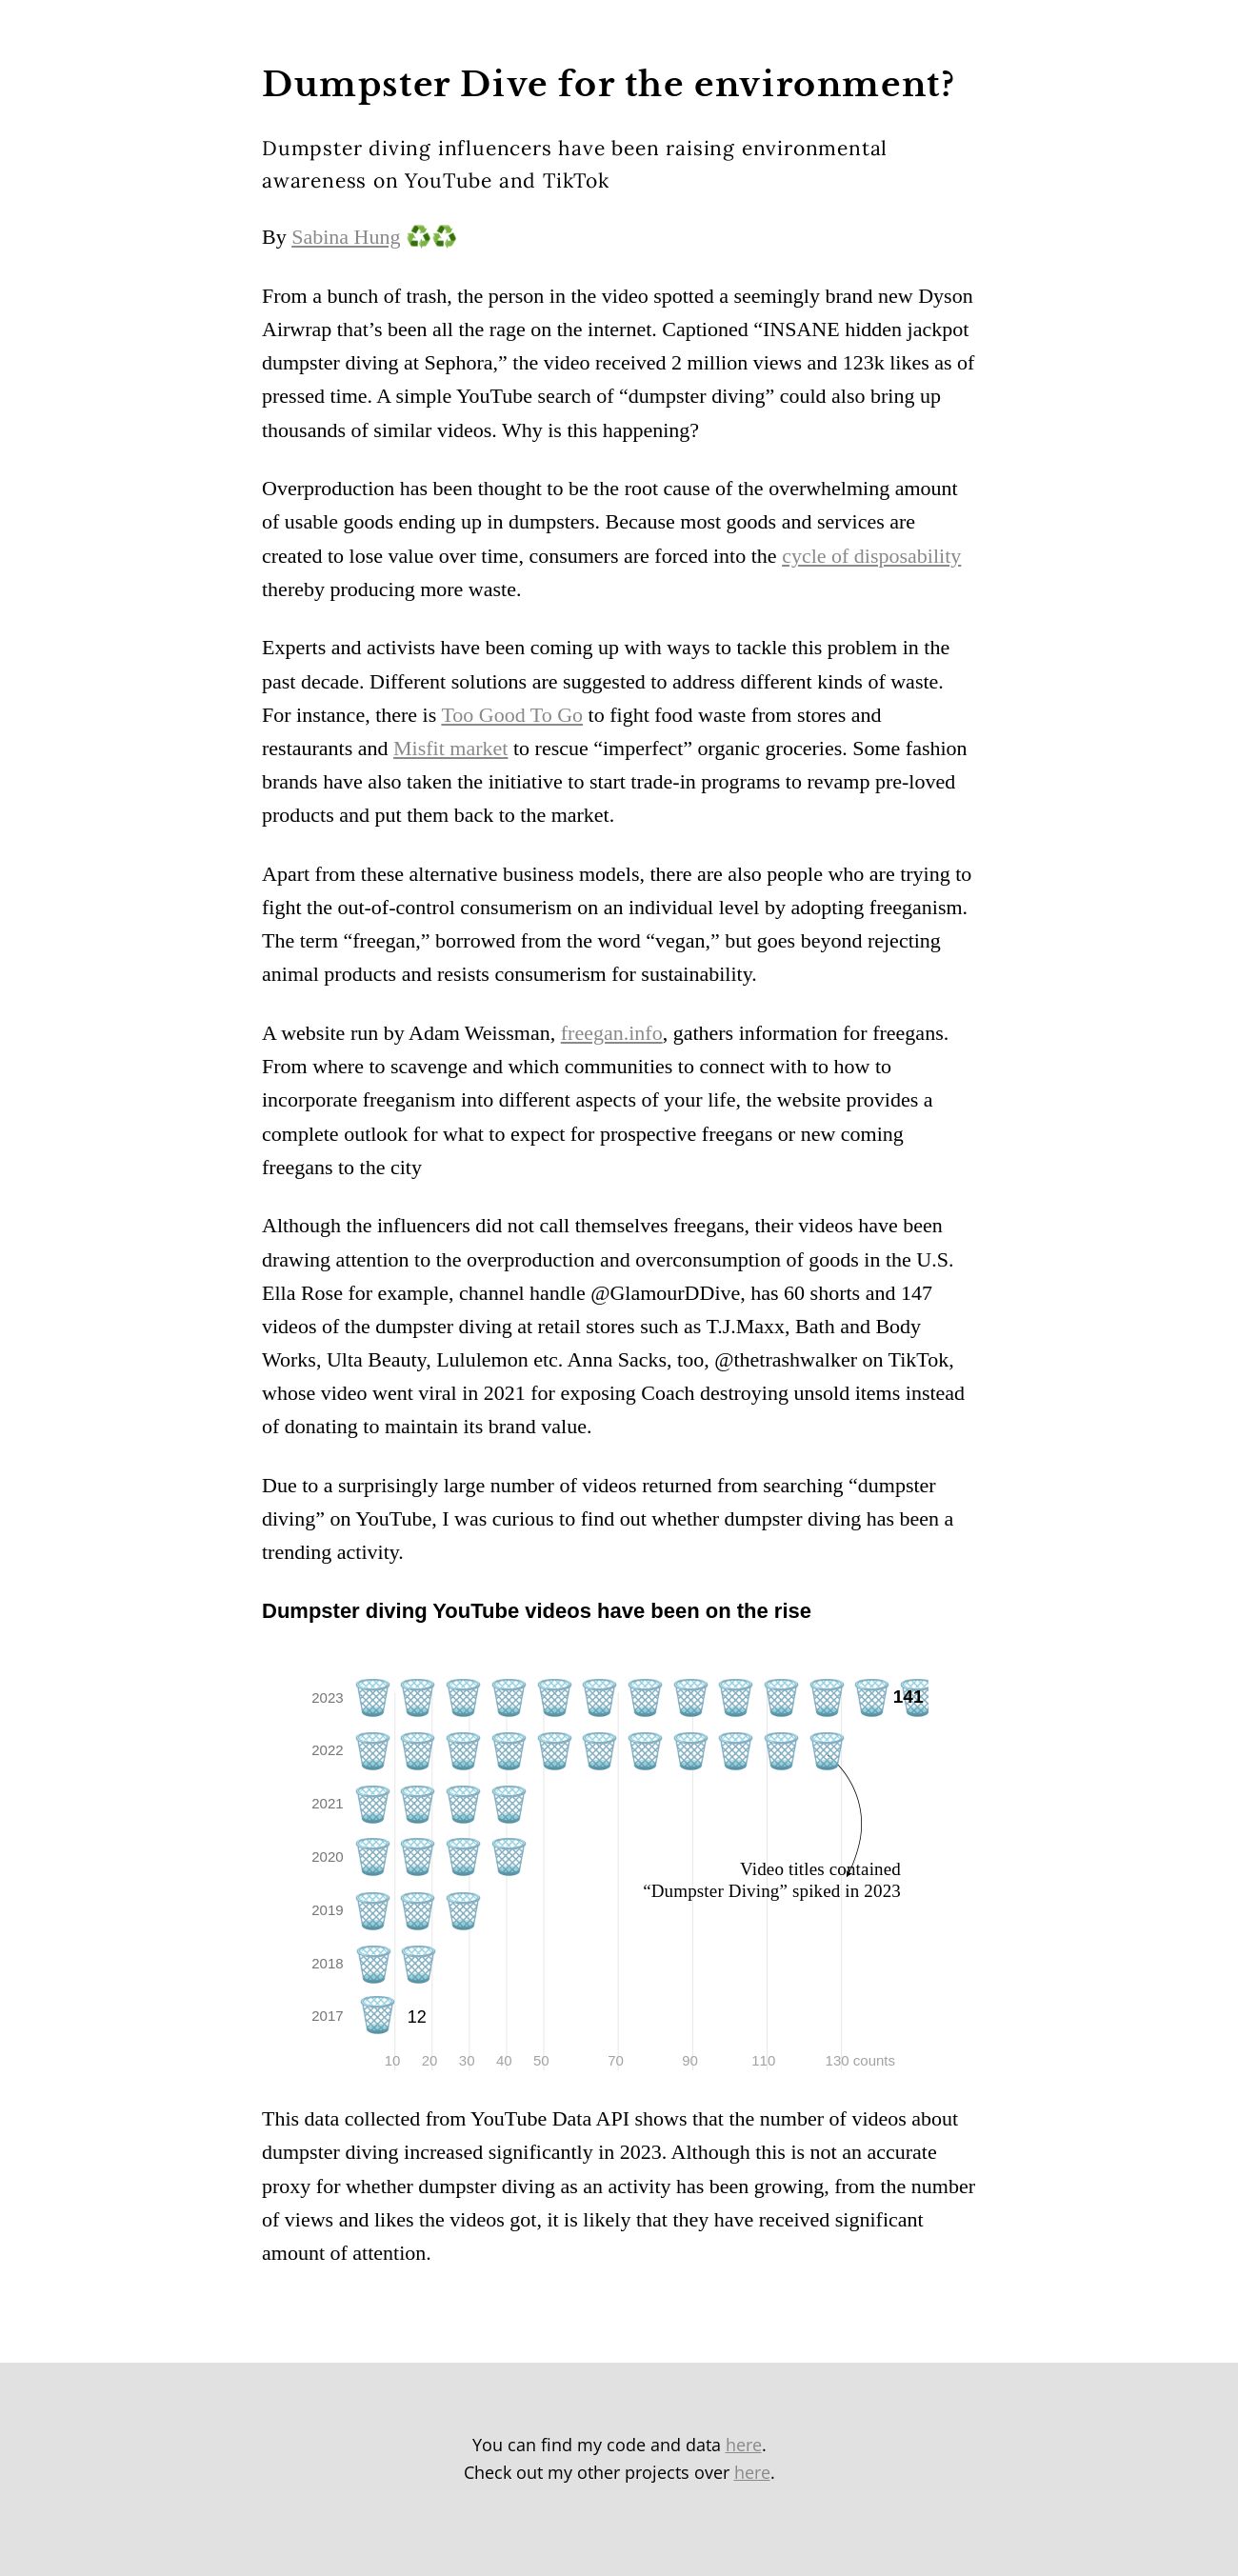 Dumpster Dive for the environment?
Dumpster diving influencers have been raising environmental
awareness on YouTube and TikTok
By Sabina Hung ♻️♻️
From a bunch of trash, the person in the video spotted a seemingly brand new Dyson
Airwrap that’s been all the rage on the internet. Captioned “INSANE hidden jackpot
dumpster diving at Sephora,” the video received 2 million views and 123k likes as of
pressed time. A simple YouTube search of “dumpster diving” could also bring up
thousands of similar videos. Why is this happening?
Overproduction has been thought to be the root cause of the overwhelming amount
of usable goods ending up in dumpsters. Because most goods and services are
created to lose value over time, consumers are forced into the cycle of disposability
thereby producing more waste.
Experts and activists have been coming up with ways to tackle this problem in the
past decade. Different solutions are suggested to address different kinds of waste.
For instance, there is Too Good To Go to fight food waste from stores and
restaurants and Misfit market to rescue “imperfect” organic groceries. Some fashion
brands have also taken the initiative to start trade-in programs to revamp pre-loved
products and put them back to the market.
Apart from these alternative business models, there are also people who are trying to
fight the out-of-control consumerism on an individual level by adopting freeganism.
The term “freegan,” borrowed from the word “vegan,” but goes beyond rejecting
animal products and resists consumerism for sustainability.
A website run by Adam Weissman, freegan.info, gathers information for freegans.
From where to scavenge and which communities to connect with to how to
incorporate freeganism into different aspects of your life, the website provides a
complete outlook for what to expect for prospective freegans or new coming
freegans to the city
Although the influencers did not call themselves freegans, their videos have been
drawing attention to the overproduction and overconsumption of goods in the U.S.
Ella Rose for example, channel handle @GlamourDDive, has 60 shorts and 147
videos of the dumpster diving at retail stores such as T.J.Maxx, Bath and Body
Works, Ulta Beauty, Lululemon etc. Anna Sacks, too, @thetrashwalker on TikTok,
whose video went viral in 2021 for exposing Coach destroying unsold items instead
of donating to maintain its brand value.
Due to a surprisingly large number of videos returned from searching “dumpster
diving” on YouTube, I was curious to find out whether dumpster diving has been a
trending activity.
Dumpster diving YouTube videos have been on the rise
2023 141
2022
2021
2020
Video titles contained
“Dumpster Diving” spiked in 2023
2019
2018
2017 12
10 20 30 40 50 70 90 110 130 counts
This data collected from YouTube Data API shows that the number of videos about
dumpster diving increased significantly in 2023. Although this is not an accurate
proxy for whether dumpster diving as an activity has been growing, from the number
of views and likes the videos got, it is likely that they have received significant
amount of attention.
You can find my code and data here.
Check out my other projects over here.